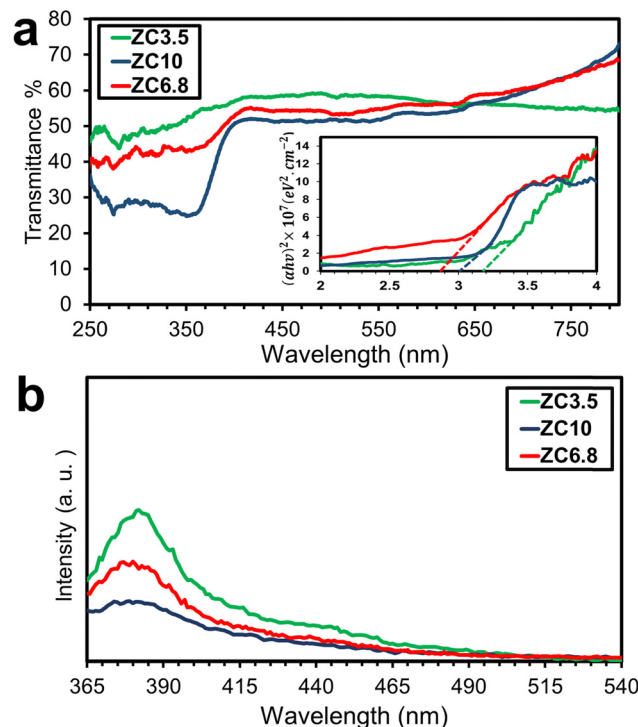 a
ZC3.5
ZC10
ZC6.8
Transmittance %
80
70
60
50
40
30
20
10
0
250 350 450 550 650 750
Wavelength (nm)
(αhν)² × 10⁷(eV².cm⁻²)
14
12
10
8
6
4
2
0
2 2.5 3 3.5 4
b
ZC3.5
ZC10
ZC6.8
Intensity (a. u. )
365 390 415 440 465 490 515 540
Wavelength (nm)